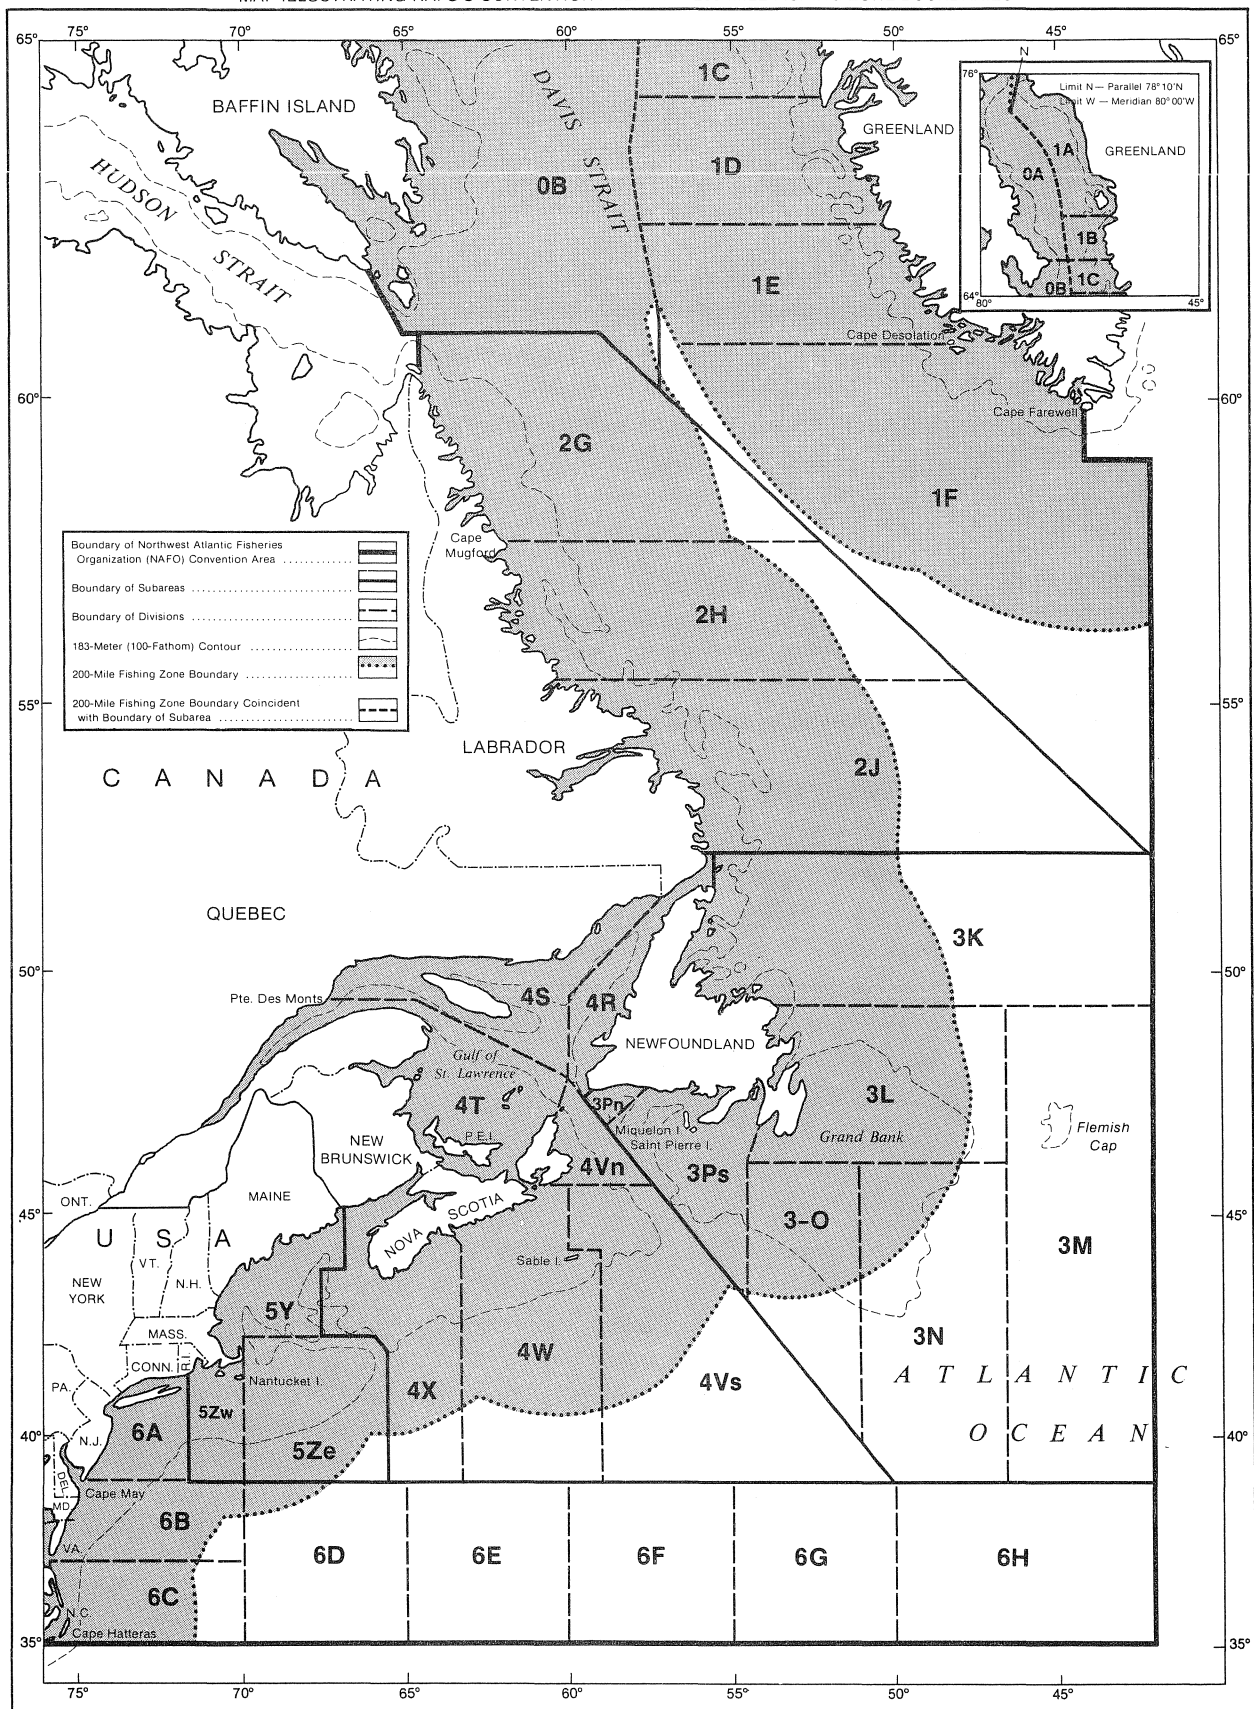 75°
70°
65°
60°
55°
50°
45°
65°
65°
N
76°
Limit N— Parallel 78°10'N
Limit W — Meridian 80°00'W
GREENLAND
1A
0A
1B
1C
0B
64°
80°
45°
BAFFIN ISLAND
DAVIS
STRAIT
HUDSON
STRAIT
1C
GREENLAND
1D
0B
1E
Cape Desolation
60°
60°
Cape Farewell
2G
1F
Boundary of Northwest Atlantic Fisheries
Organization (NAFO) Convention Area
Boundary of Subareas
Boundary of Divisions
183-Meter (100-Fathom) Contour
200-Mile Fishing Zone Boundary
200-Mile Fishing Zone Boundary Coincident
with Boundary of Subarea
Cape
Mugford
2H
55°
55°
LABRADOR
2J
CANADA
QUEBEC
3K
50°
50°
Pte. Des Monts
4S
4R
NEWFOUNDLAND
Gulf of
St. Lawrence
4T
3Pn
3L
P.E.I.
Miquelon I.
Saint Pierre I.
Grand Bank
Flemish
Cap
NEW
BRUNSWICK
4Vn
3Ps
ONT.
MAINE
NOVA SCOTIA
45°
45°
3-O
3M
USA
VT.
N.H.
Sable I.
NEW
YORK
5Y
MASS.
3N
4W
CONN.
R.I.
Nantucket I.
PA.
4X
4Vs
ATLANTIC
5Zw
6A
N.J.
5Ze
OCEAN
40°
40°
DEL.
Cape May
MD.
6B
VA.
6D
6E
6F
6G
6H
6C
N.C.
Cape Hatteras
35°
35°
75°
70°
65°
60°
55°
50°
45°